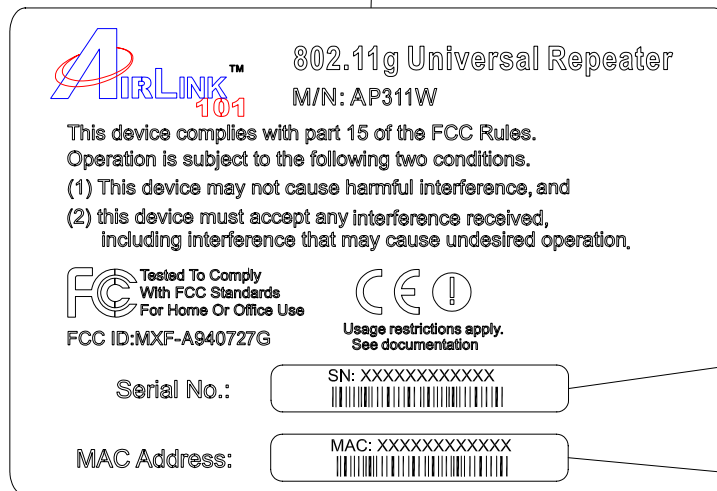 AIRLINK™
101
802.11g Universal Repeater
M/N: AP311W
This device complies with part 15 of the FCC Rules.
Operation is subject to the following two conditions.
(1) This device may not cause harmful interference, and
(2) this device must accept any interference received,
including interference that may cause undesired operation.
FC Tested To Comply
With FCC Standards
For Home Or Office Use
FCC ID:MXF-A940727G
CE
Usage restrictions apply.
See documentation
Serial No.:
SN: XXXXXXXXXXXX
MAC Address:
MAC: XXXXXXXXXXXX